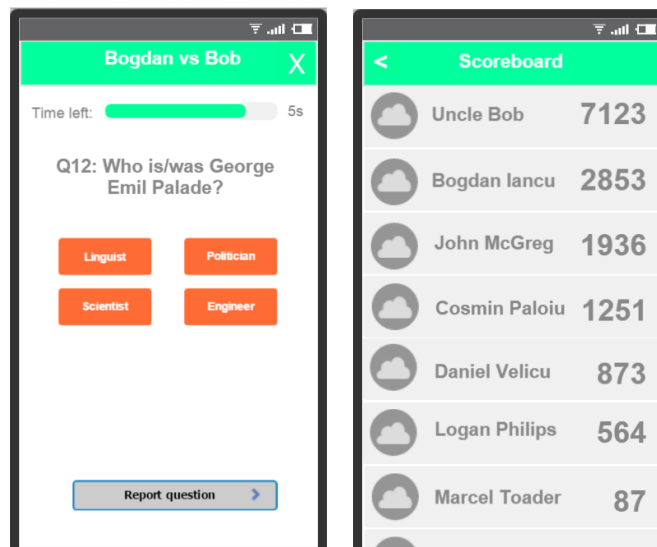 Bogdan vs Bob X
Time left: 5s
Q12: Who is/was George
Emil Palade?
Linguist Politician
Scientist Engineer
Report question >
< Scoreboard
Uncle Bob 7123
Bogdan Iancu 2853
John McGreg 1936
Cosmin Paloiu 1251
Daniel Velicu 873
Logan Philips 564
Marcel Toader 87